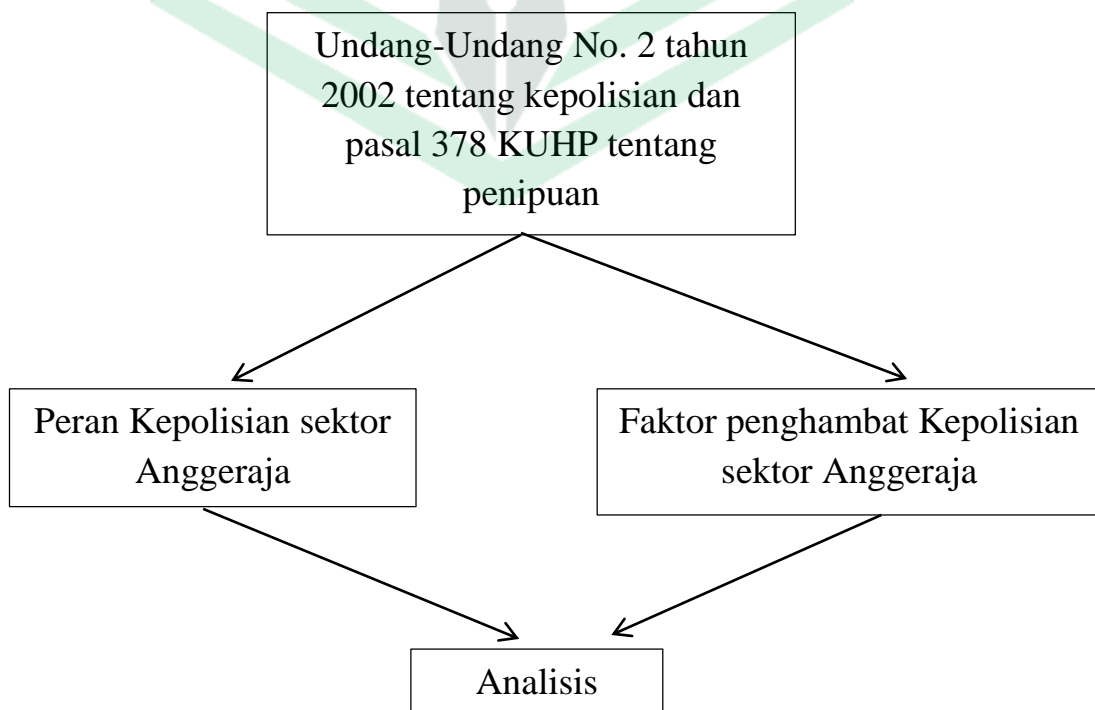 Undang-Undang No. 2 tahun
2002 tentang kepolisian dan
pasal 378 KUHP tentang
penipuan
Peran Kepolisian sektor
Anggeraja
Faktor penghambat Kepolisian
sektor Anggeraja
Analisis